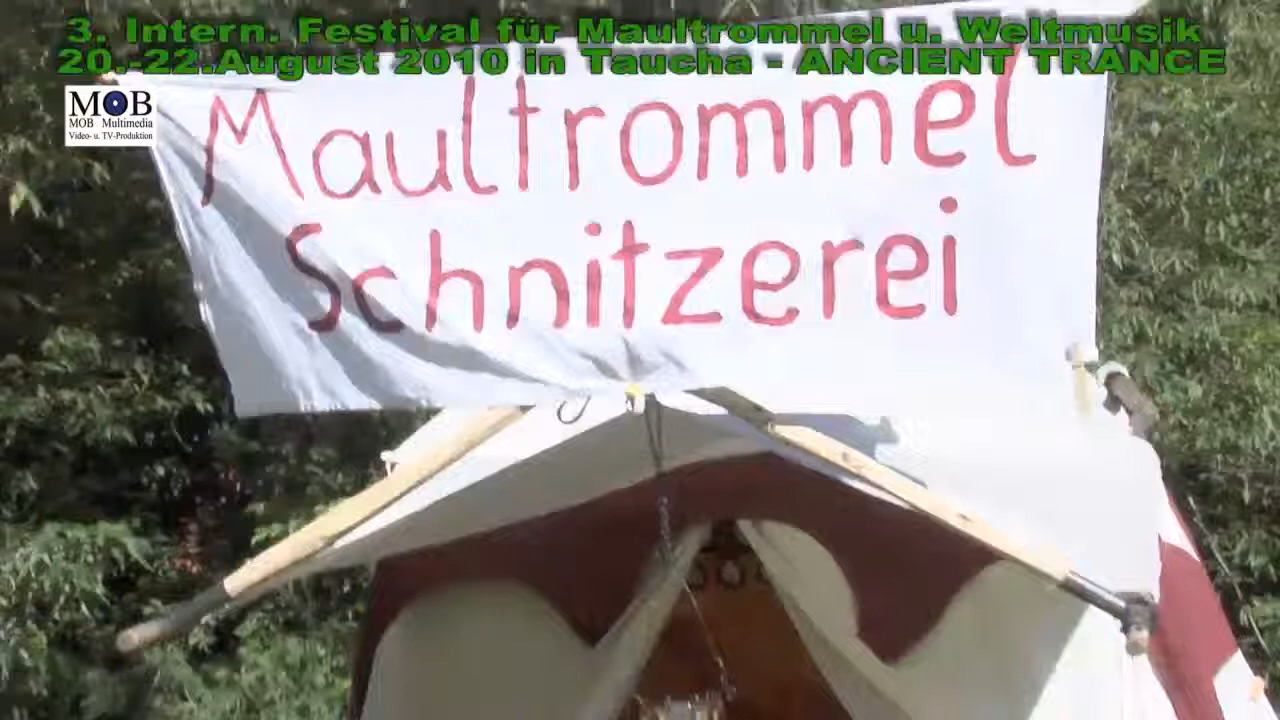 3. Intern. Festival für Maultrommel u. Weltmusik
20.-22.August 2010 in Taucha - ANCIENT TRANCE
MOB
MOB Multimedia
Video- u. TV-Produktion
Maultrommel
Schnitzerei